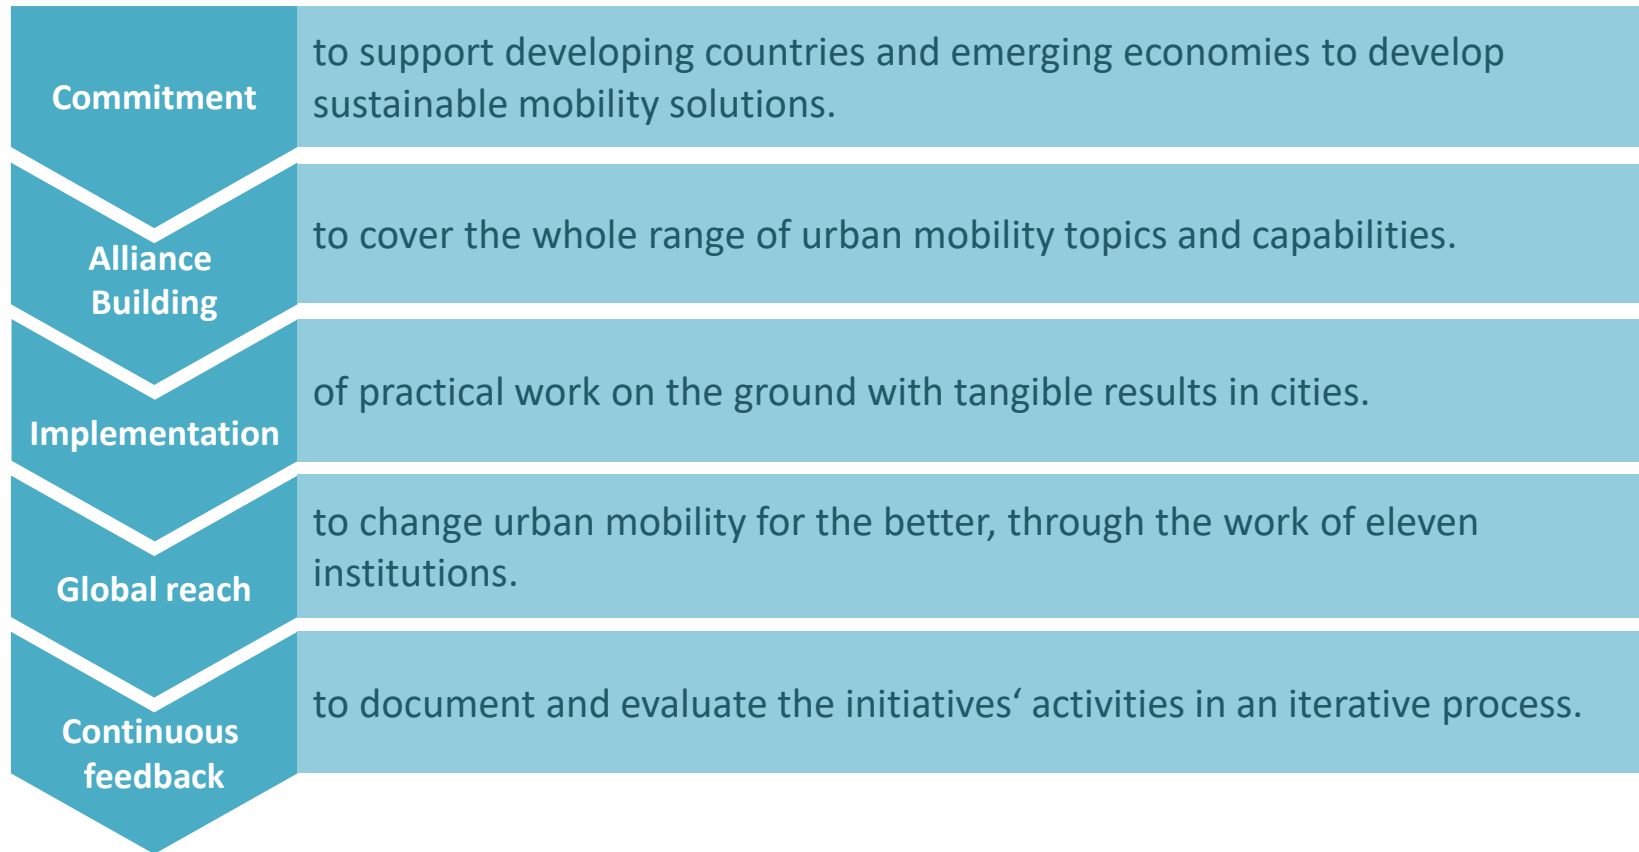 Commitment
to support developing countries and emerging economies to develop
sustainable mobility solutions.
Alliance
Building
to cover the whole range of urban mobility topics and capabilities.
Implementation
of practical work on the ground with tangible results in cities.
Global reach
to change urban mobility for the better, through the work of eleven
institutions.
Continuous
feedback
to document and evaluate the initiatives‘ activities in an iterative process.